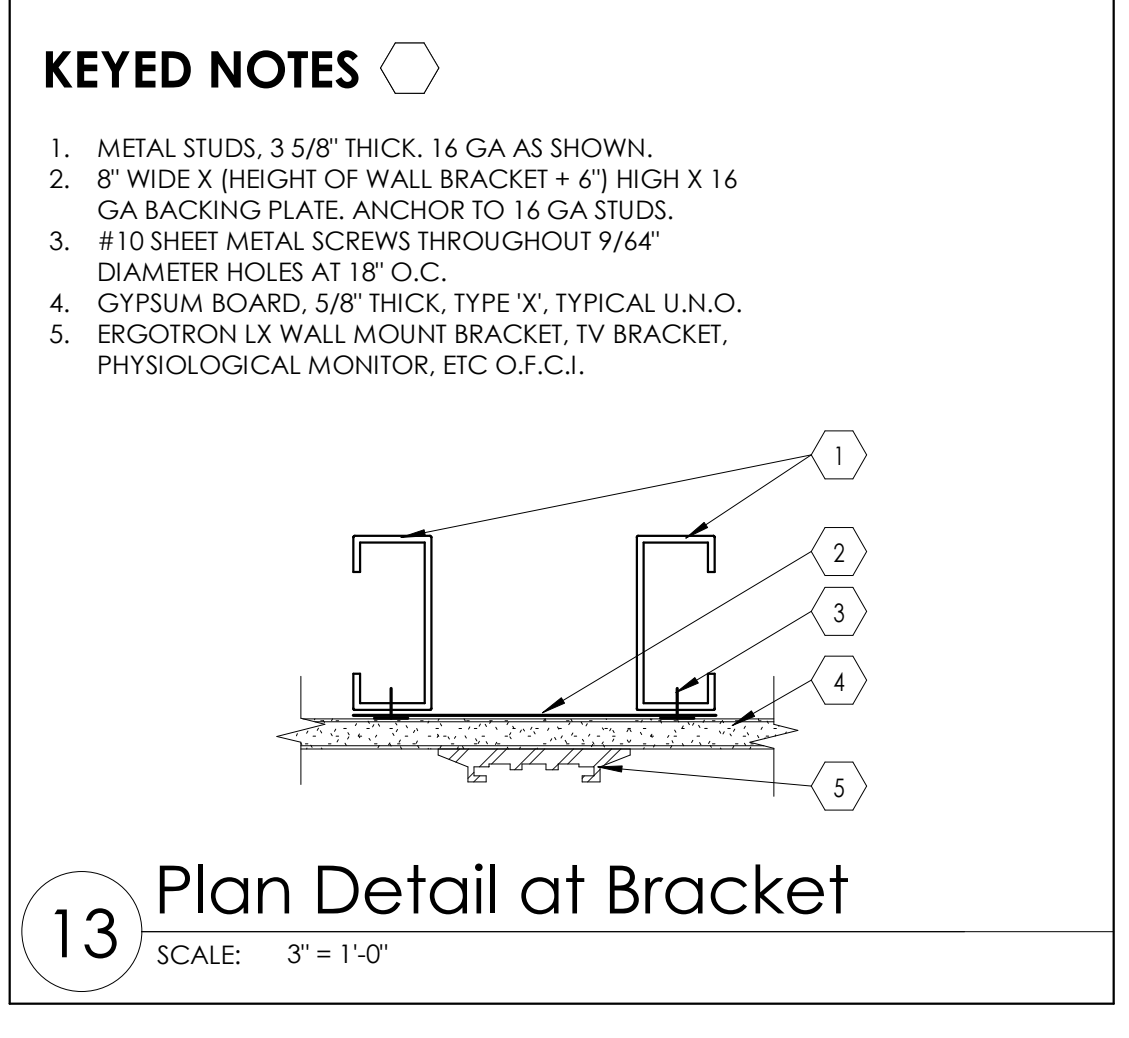 KEYED NOTES
1. METAL STUDS, 3 5/8" THICK. 16 GA AS SHOWN.
2. 8" WIDE X (HEIGHT OF WALL BRACKET + 6") HIGH X 16
GA BACKING PLATE. ANCHOR TO 16 GA STUDS.
3. #10 SHEET METAL SCREWS THROUGHOUT 9/64"
DIAMETER HOLES AT 18" O.C.
4. GYPSUM BOARD, 5/8" THICK, TYPE 'X', TYPICAL U.N.O.
5. ERGOTRON LX WALL MOUNT BRACKET, TV BRACKET,
PHYSIOLOGICAL MONITOR, ETC O.F.C.I.
1
2
3
4
5
13
Plan Detail at Bracket
SCALE: 3" = 1'-0"